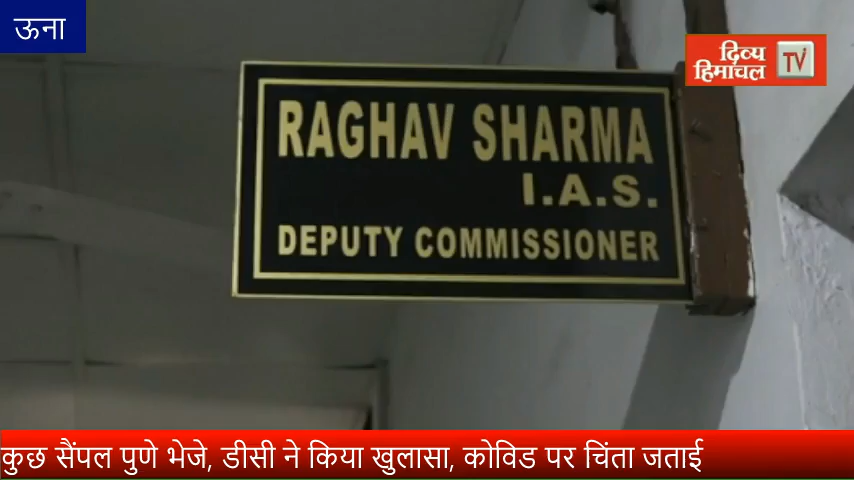 ऊना
दिव्य
हिमाचल
TV
RAGHAV SHARMA
I.A.S.
DEPUTY COMMISSIONER
कुछ सैंपल पुणे भेजे, डीसी ने किया खुलासा, कोविड पर चिंता जताई